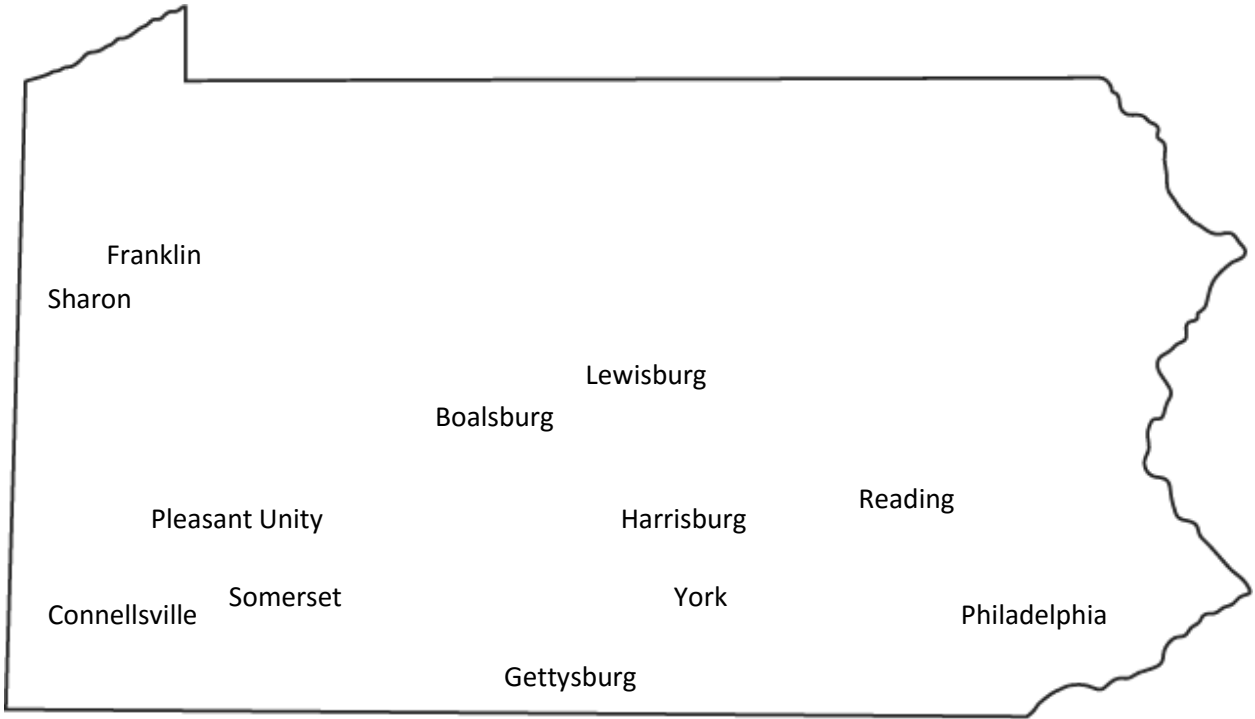 Franklin
Sharon
Lewisburg
Boalsburg
Reading
Pleasant Unity
Harrisburg
Somerset
York
Connellsville
Philadelphia
Gettysburg